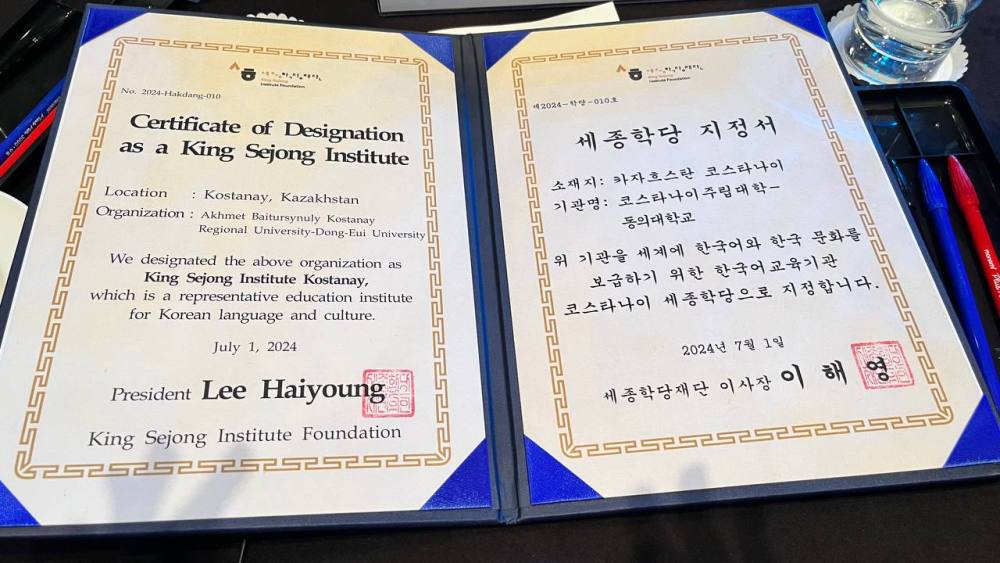 King Sejong
Institute Foundation
No. 2024-Hakdang-010
Certificate of Designation
as a King Sejong Institute
Location : Kostanay, Kazakhstan
Organization : Akhmet Baitursynuly Kostanay
Regional University-Dong-Eui University
We designated the above organization as
King Sejong Institute Kostanay,
which is a representative education institute
for Korean language and culture.
July 1, 2024
President Lee Haiyoung
King Sejong Institute Foundation
King Sejong
Institute Foundation
제2024-학당-010호
세종학당 지정서
소재지: 카자흐스탄 코스타나이
기관명: 코스타나이주립대학-
동의대학교
위 기관을 세계에 한국어와 한국 문화를
보급하기 위한 한국어교육기관
코스타나이 세종학당으로 지정합니다.
2024년 7월 1일
세종학당재단 이사장 이 해 영